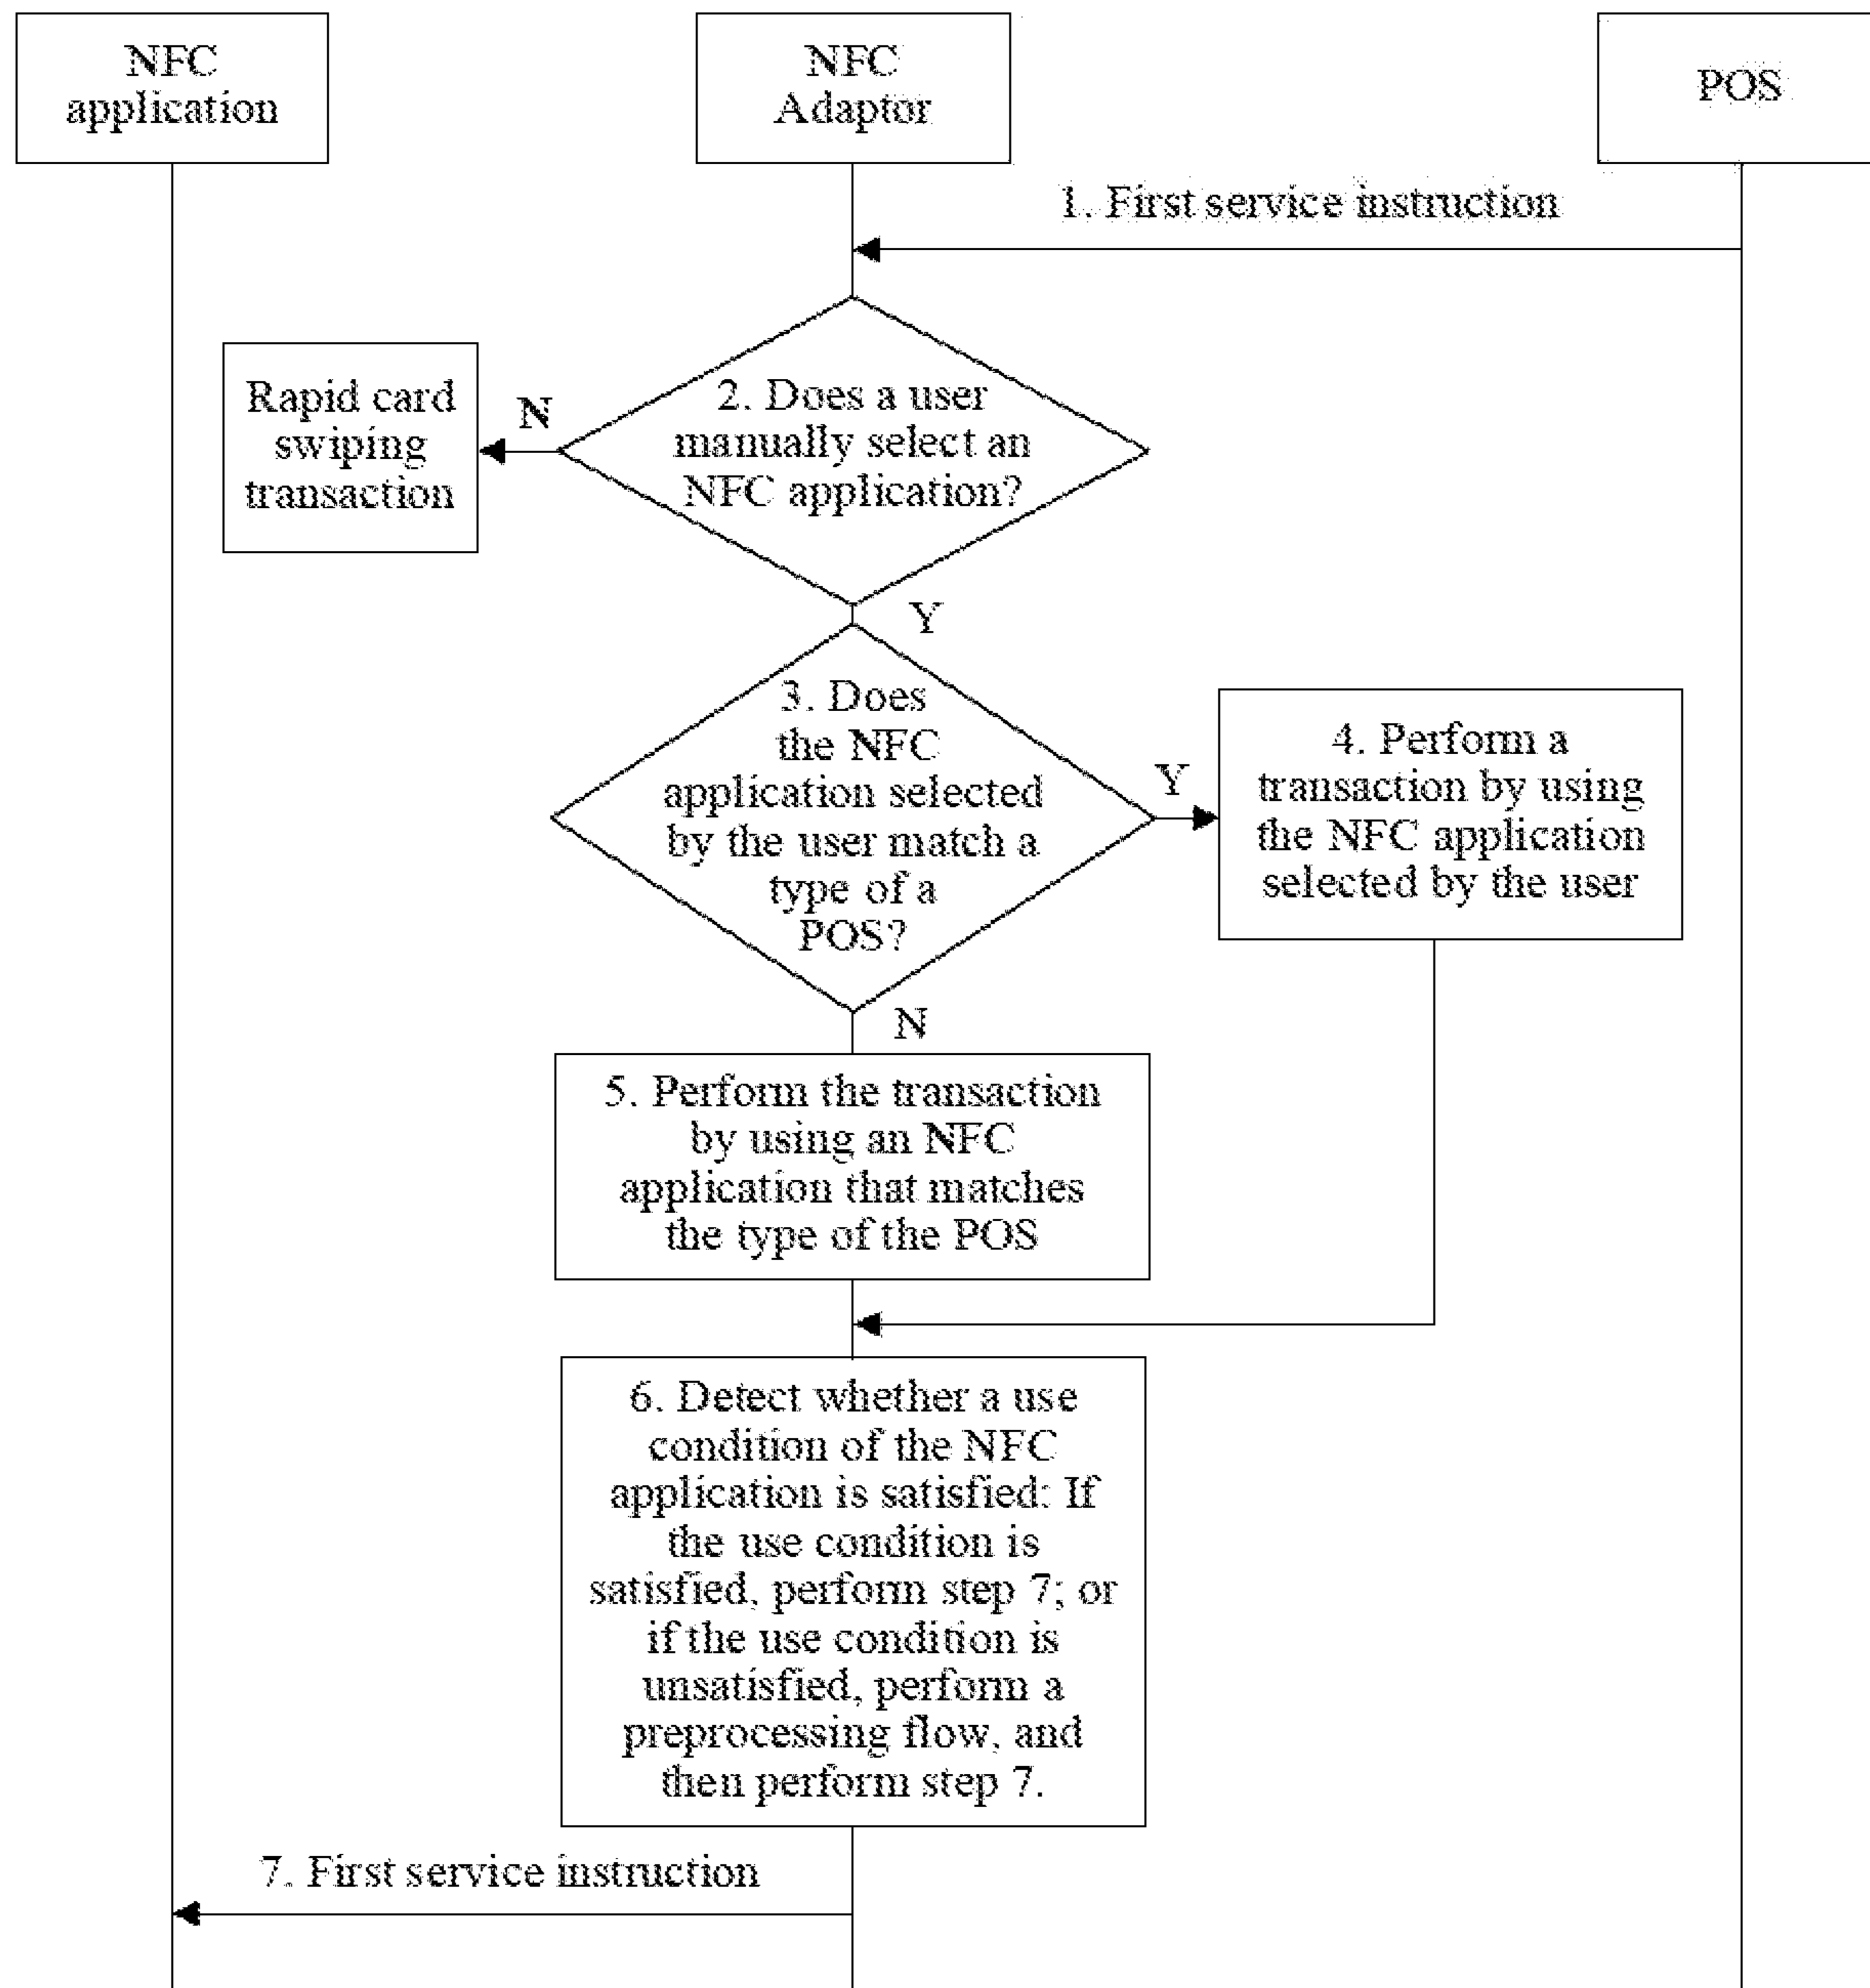 NFC
application
NFC
Adaptor
POS
1. First service instruction
2. Does a user
manually select an
NFC application?
N
Rapid card
swiping
transaction
Y
3. Does
the NFC
application selected
by the user match a
type of a
POS?
Y
4. Perform a
transaction by using
the NFC application
selected by the user
N
5. Perform the transaction
by using an NFC
application that matches
the type of the POS
6. Detect whether a use
condition of the NFC
application is satisfied: If
the use condition is
satisfied, perform step 7; or
if the use condition is
unsatisfied, perform a
preprocessing flow, and
then perform step 7.
7. First service instruction